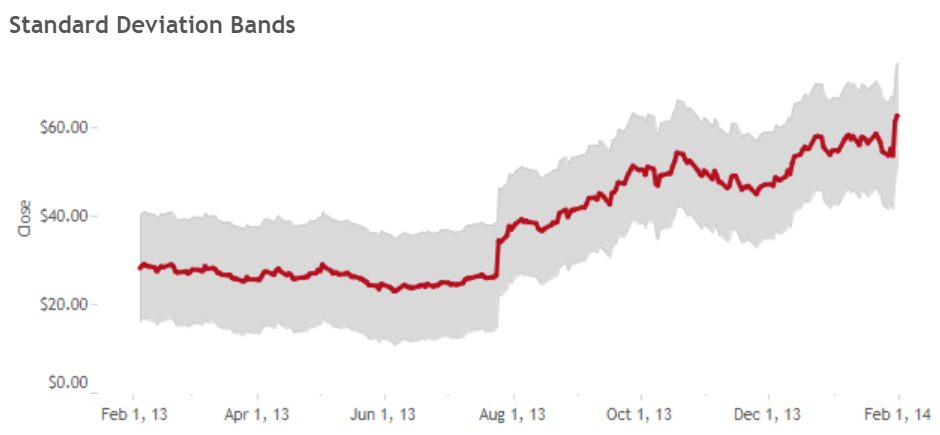 Standard Deviation Bands
$60.00
$40.00
$20.00
$0.00
Close
Feb 1, 13
Apr 1, 13
Jun 1, 13
Aug 1, 13
Oct 1, 13
Dec 1, 13
Feb 1, 14